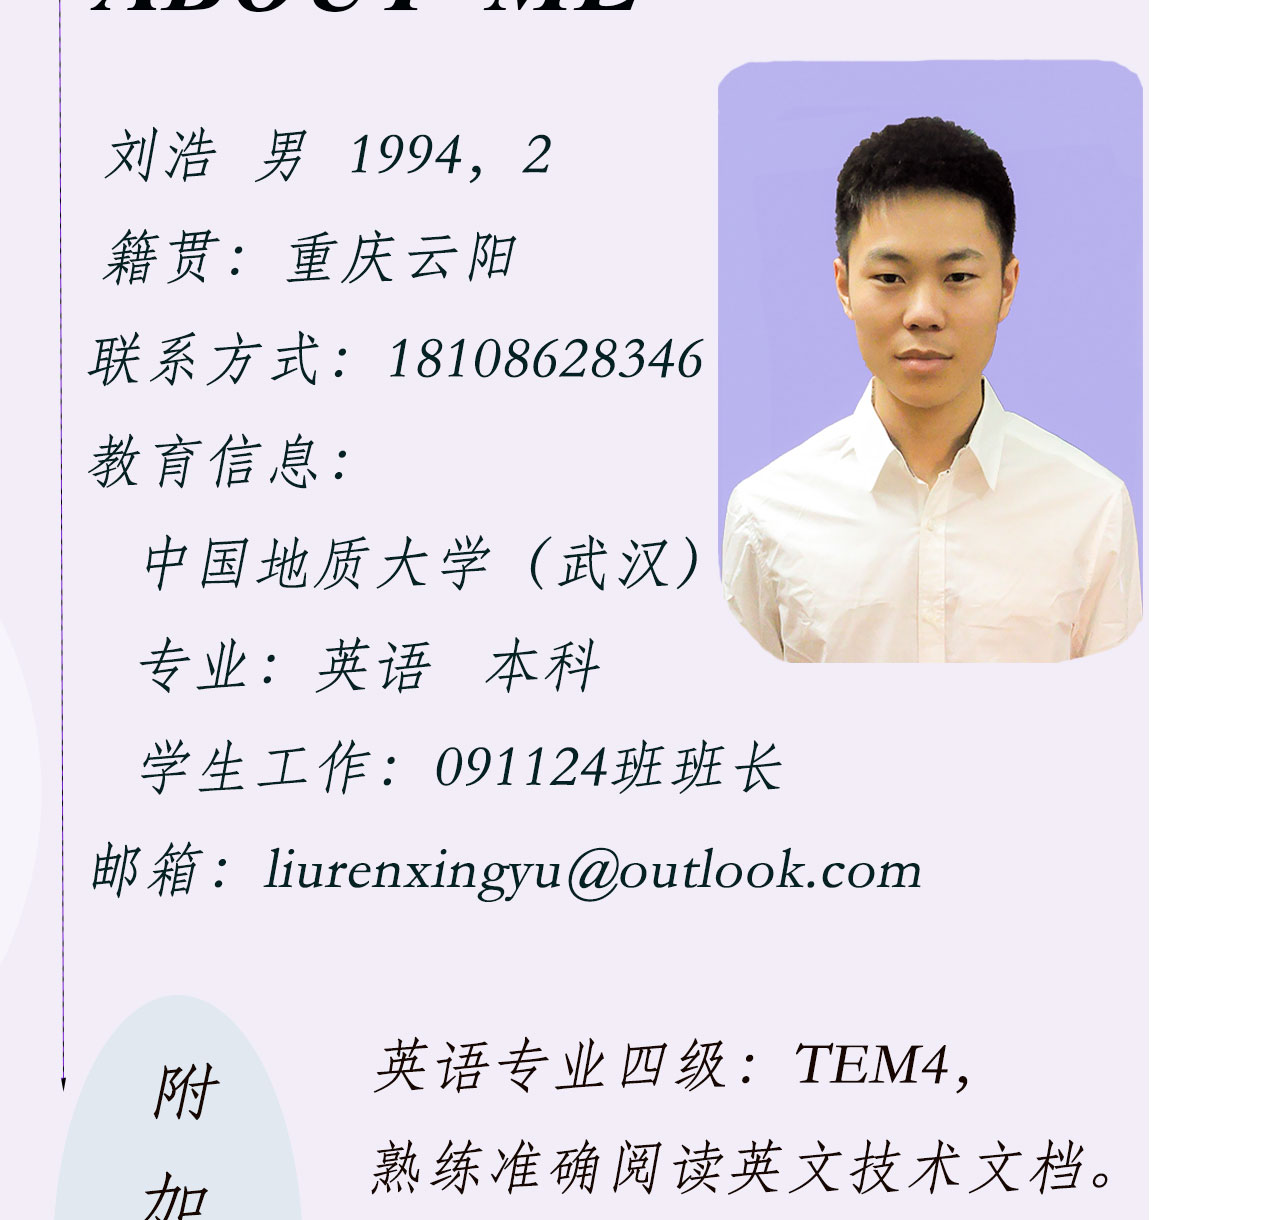 ABOUT ME
刘浩 男 1994，2
籍贯：重庆云阳
联系方式：18108628346
教育信息：
中国地质大学（武汉）
专业：英语 本科
学生工作：091124班班长
邮箱：liurenxingyu@outlook.com
附
加
英语专业四级：TEM4，
熟练准确阅读英文技术文档。